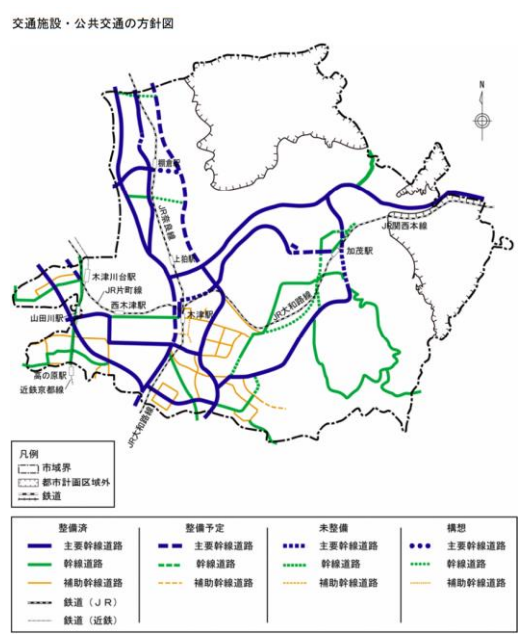 交通施設・公共交通の方針図
N
棚倉駅
JR奈良線
上狛駅
JR関西本線
加茂駅
木津川台駅
JR片町線
西木津駅
JR大和路線
山田川駅
木津駅
高の原駅
近鉄京都線
JR大和路線
凡例
市域界
都市計画区域外
鉄道
整備済 整備予定 未整備 構想
主要幹線道路 主要幹線道路 主要幹線道路 主要幹線道路
幹線道路 幹線道路 幹線道路 幹線道路
補助幹線道路 補助幹線道路 補助幹線道路 補助幹線道路
鉄道（ＪＲ）
鉄道（近鉄）